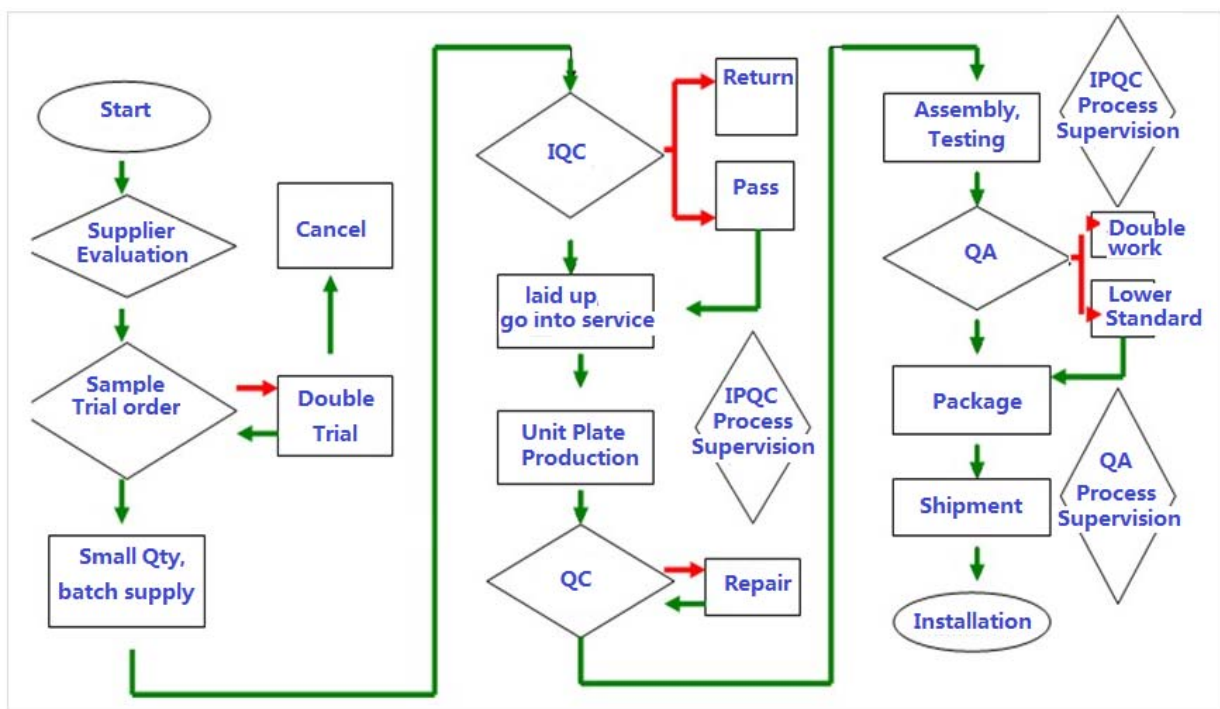 Start
Supplier
Evaluation
Cancel
Sample
Trial order
Double
Trial
Small Qty,
batch supply
IQC
Return
Pass
laid up,
go into service
Unit Plate
Production
IPQC
Process
Supervision
QC
Repair
Assembly,
Testing
IPQC
Process
Supervision
QA
Double
work
Lower
Standard
Package
Shipment
QA
Process
Supervision
Installation